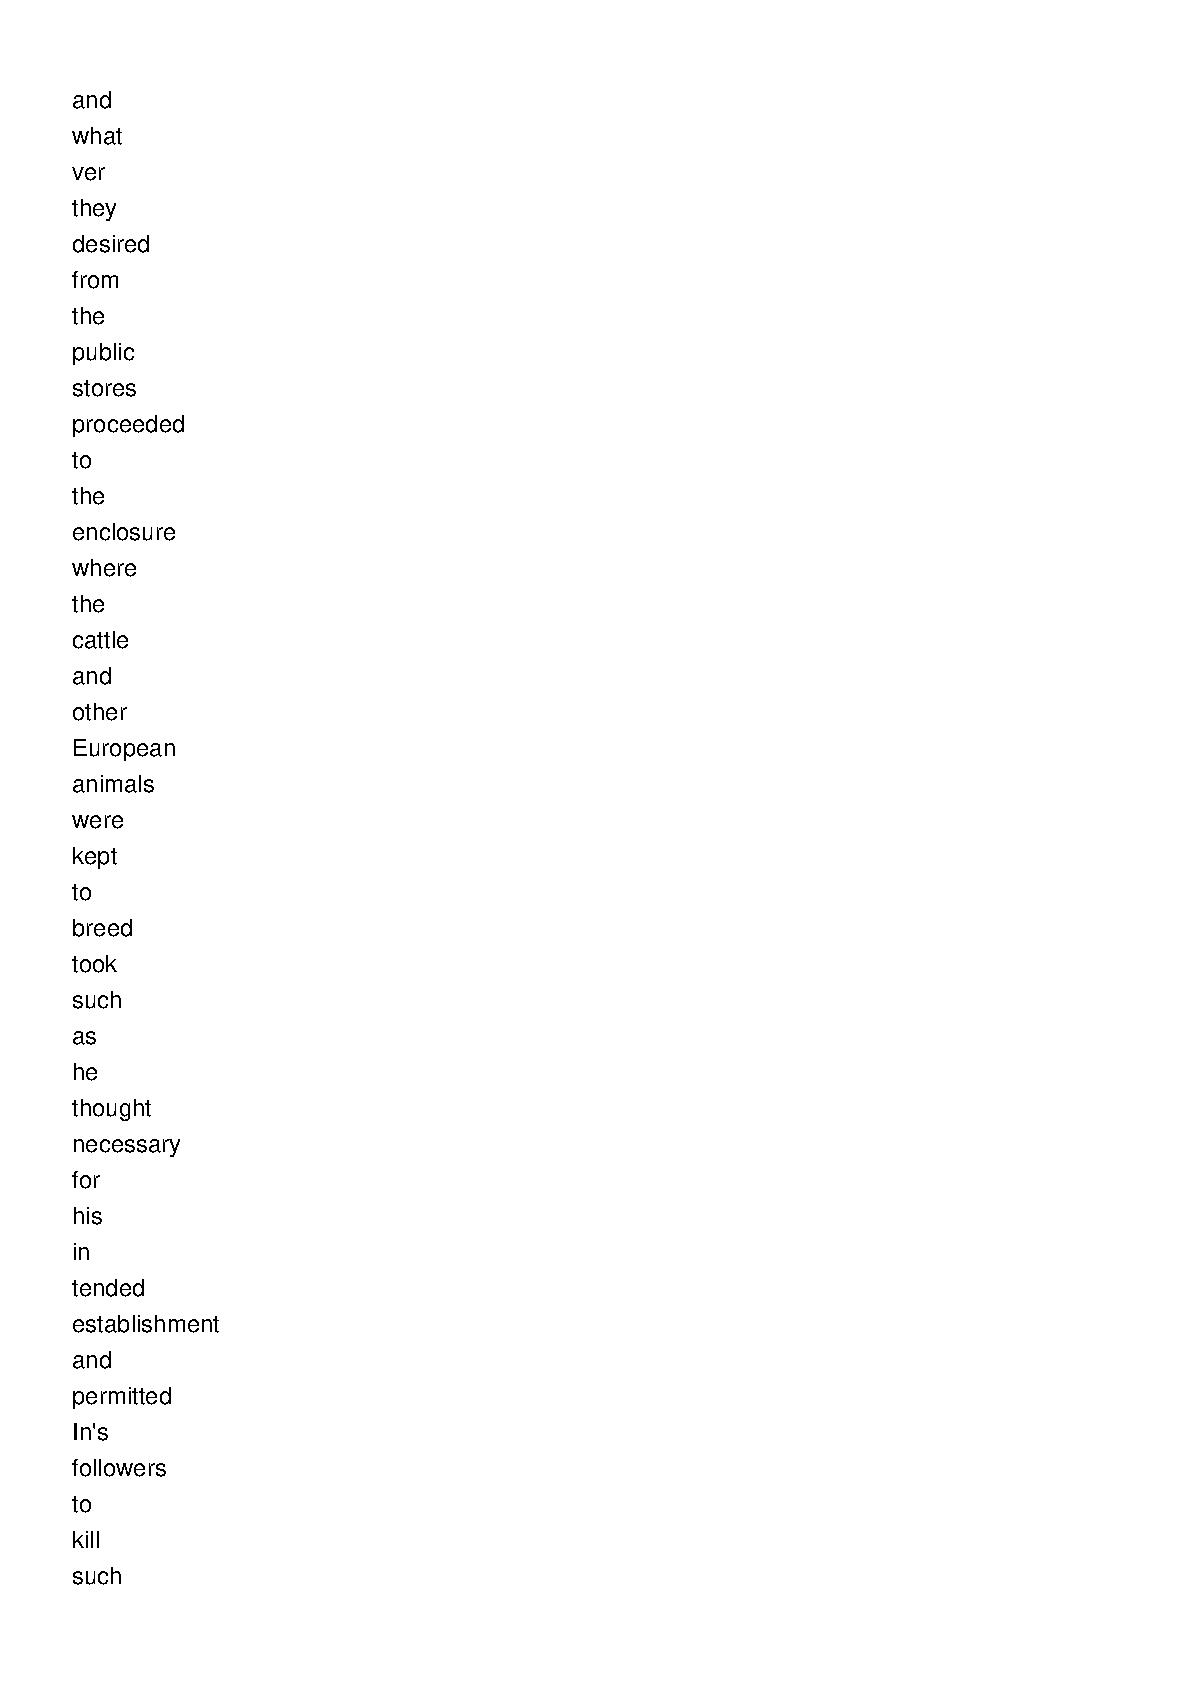 and
what
ver
they
desired
from
the
public
stores
proceeded
to
the
enclosure
where
the
cattle
and
other
European
animals
were
kept
to
breed
took
such
as
he
thought
necessary
for
his
in
tended
establishment
and
permitted
In's
followers
to
kill
such